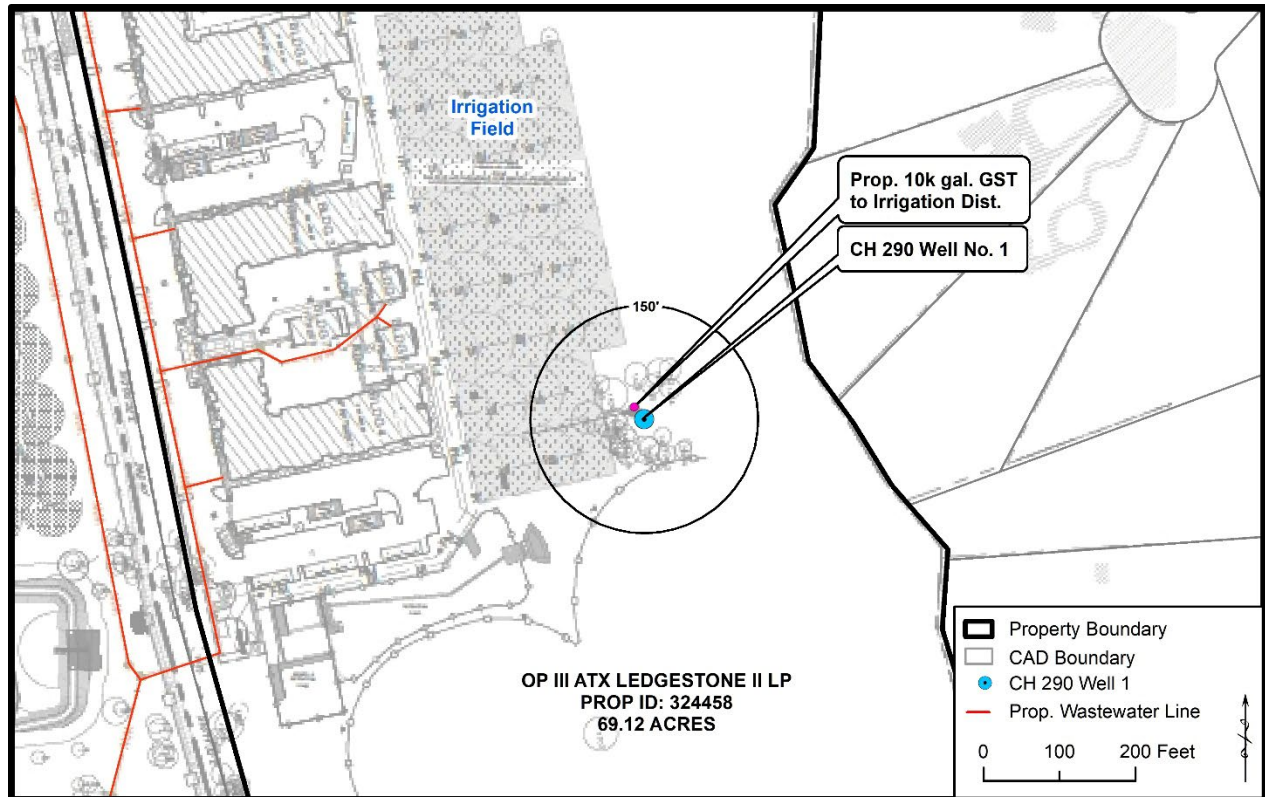 Irrigation
Field
Prop. 10k gal. GST
to Irrigation Dist.
CH 290 Well No. 1
150'
OP III ATX LEDGESTONE II LP
PROP ID: 324458
69.12 ACRES
Property Boundary
CAD Boundary
CH 290 Well 1
Prop. Wastewater Line
0 100 200 Feet